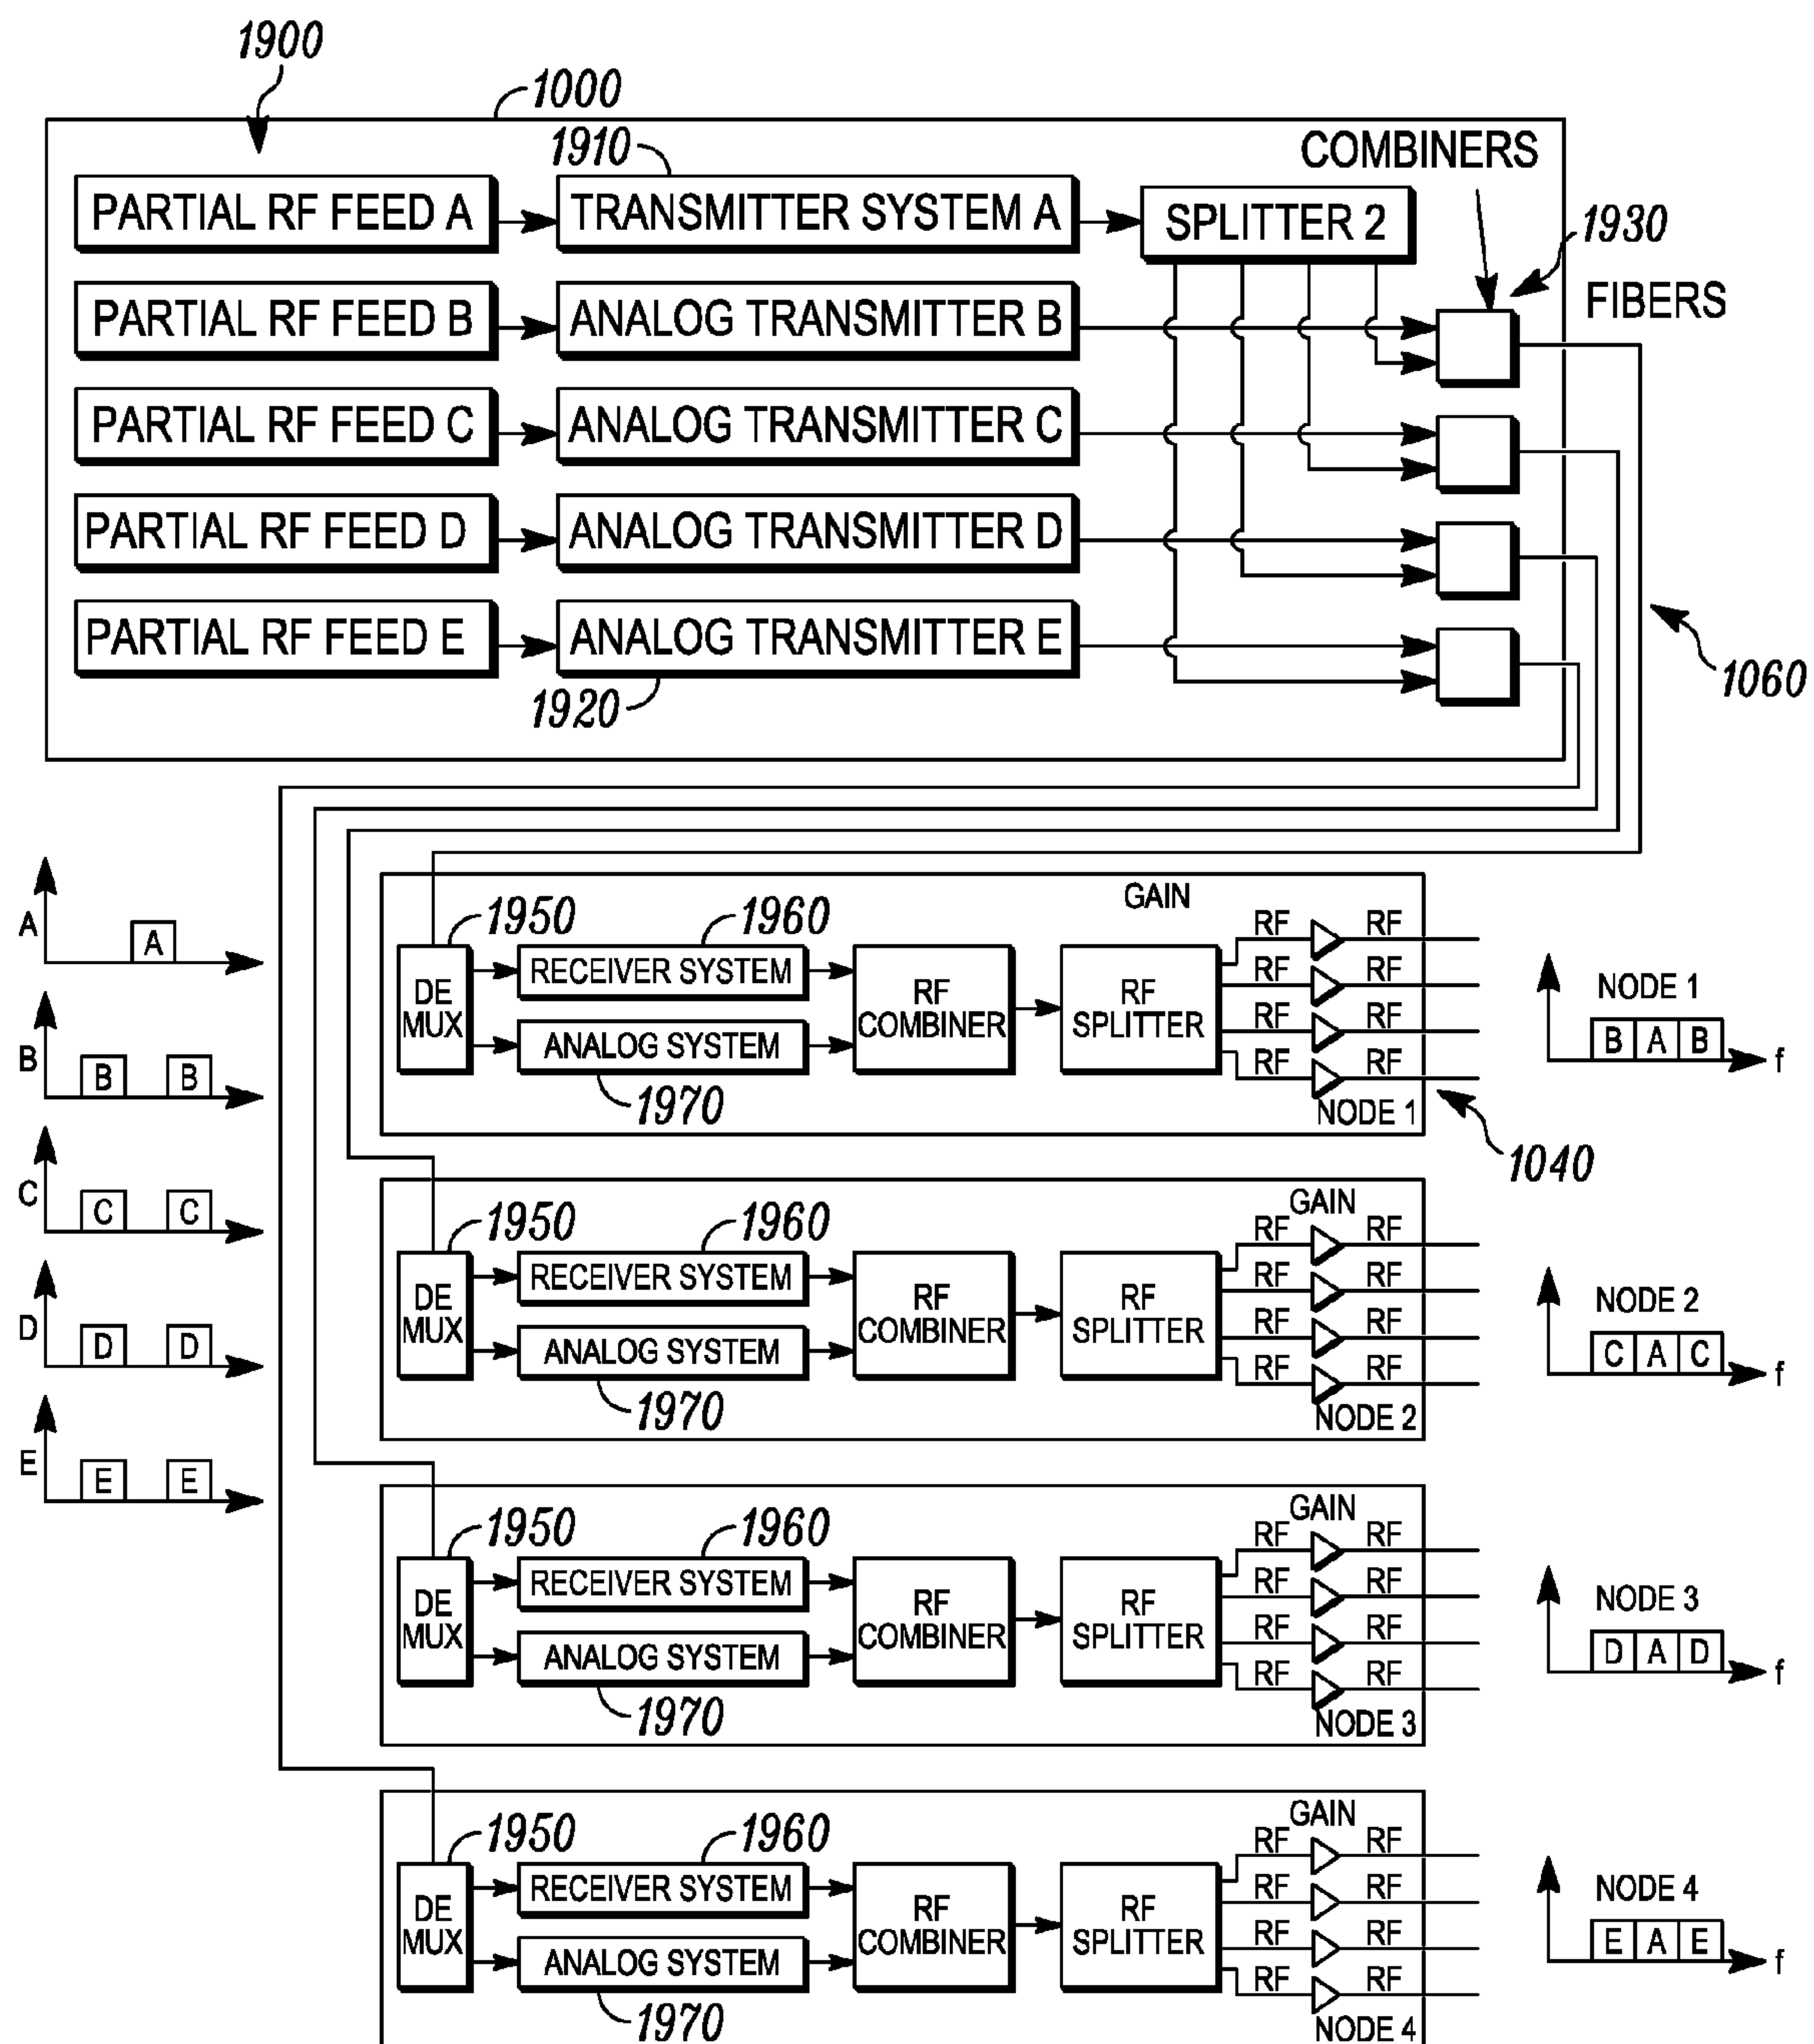 1900
1000
1910
COMBINERS
PARTIAL RF FEED A
TRANSMITTER SYSTEM A
SPLITTER 2
1930
FIBERS
PARTIAL RF FEED B
ANALOG TRANSMITTER B
PARTIAL RF FEED C
ANALOG TRANSMITTER C
PARTIAL RF FEED D
ANALOG TRANSMITTER D
PARTIAL RF FEED E
ANALOG TRANSMITTER E
1920
1060
A
A
B
B B
C
C C
D
D D
E
E E
GAIN
1950
1960
DE
MUX
RECEIVER SYSTEM
ANALOG SYSTEM
1970
RF
COMBINER
RF
SPLITTER
RF RF
RF RF
RF RF
RF RF
NODE 1
1040
NODE 1
B A B
f
GAIN
1950
1960
DE
MUX
RECEIVER SYSTEM
ANALOG SYSTEM
1970
RF
COMBINER
RF
SPLITTER
RF RF
RF RF
RF RF
RF RF
NODE 2
NODE 2
C A C
f
GAIN
1950
1960
DE
MUX
RECEIVER SYSTEM
ANALOG SYSTEM
1970
RF
COMBINER
RF
SPLITTER
RF RF
RF RF
RF RF
RF RF
NODE 3
NODE 3
D A D
f
GAIN
1950
1960
DE
MUX
RECEIVER SYSTEM
ANALOG SYSTEM
1970
RF
COMBINER
RF
SPLITTER
RF RF
RF RF
RF RF
RF RF
NODE 4
NODE 4
E A E
f